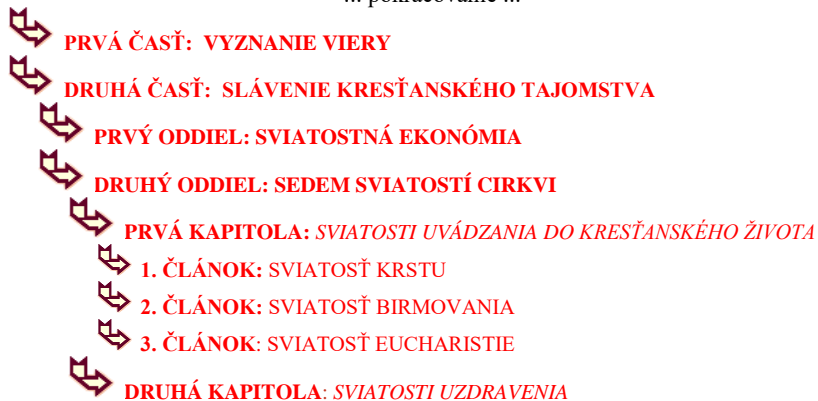 ... pokračovanie ...
PRVÁ ČASŤ: VYZNANIE VIERY
DRUHÁ ČASŤ: SLÁVENIE KRESŤANSKÉHO TAJOMSTVA
PRVÝ ODDIEL: SVIATOSTNÁ EKONÓMIA
DRUHÝ ODDIEL: SEDEM SVIATOSTÍ CIRKVI
PRVÁ KAPITOLA: SVIATOSTI UVÁDZANIA DO KRESŤANSKÉHO ŽIVOTA
1. ČLÁNOK: SVIATOSŤ KRSTU
2. ČLÁNOK: SVIATOSŤ BIRMOVANIA
3. ČLÁNOK: SVIATOSŤ EUCHARISTIE
DRUHÁ KAPITOLA: SVIATOSTI UZDRAVENIA